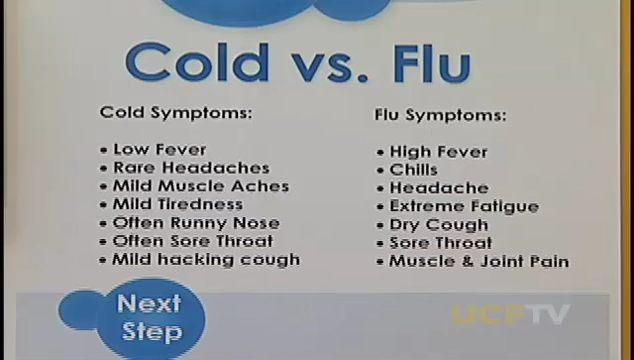 Cold vs. Flu
Cold Symptoms:
• Low Fever
• Rare Headaches
• Mild Muscle Aches
• Mild Tiredness
• Often Runny Nose
• Often Sore Throat
• Mild hacking cough
Flu Symptoms:
• High Fever
• Chills
• Headache
• Extreme Fatigue
• Dry Cough
• Sore Throat
• Muscle & Joint Pain
Next
Step
UCFTV